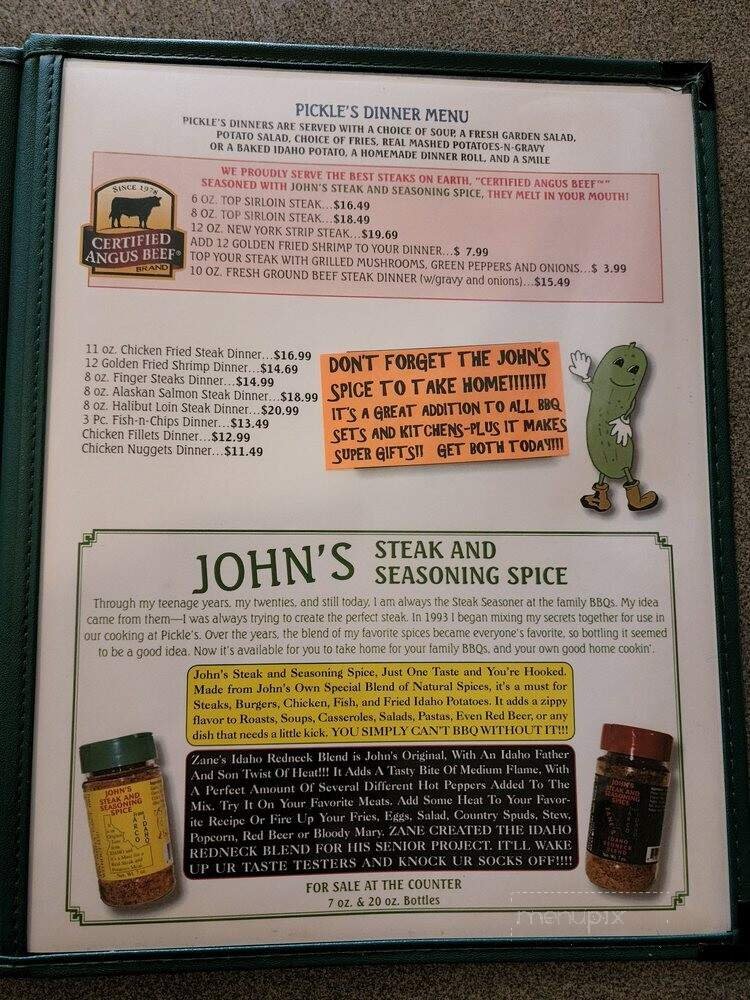 PICKLE'S DINNER MENU
PICKLE'S DINNERS ARE SERVED WITH A CHOICE OF SOUP, A FRESH GARDEN SALAD,
POTATO SALAD, CHOICE OF FRIES, REAL MASHED POTATOES-N-GRAVY
OR A BAKED IDAHO POTATO, A HOMEMADE DINNER ROLL, AND A SMILE
WE PROUDLY SERVE THE BEST STEAKS ON EARTH, "CERTIFIED ANGUS BEEF™"
SEASONED WITH JOHN'S STEAK AND SEASONING SPICE, THEY MELT IN YOUR MOUTH!
SINCE 1978
CERTIFIED
ANGUS BEEF®
BRAND
6 OZ. TOP SIRLOIN STEAK...$16.49
8 OZ. TOP SIRLOIN STEAK...$18.49
12 OZ. NEW YORK STRIP STEAK...$19.69
ADD 12 GOLDEN FRIED SHRIMP TO YOUR DINNER...$ 7.99
TOP YOUR STEAK WITH GRILLED MUSHROOMS, GREEN PEPPERS AND ONIONS...$ 3.99
10 OZ. FRESH GROUND BEEF STEAK DINNER (w/gravy and onions)...$15.49
11 oz. Chicken Fried Steak Dinner...$16.99
12 Golden Fried Shrimp Dinner...$14.69
8 oz. Finger Steaks Dinner...$14.99
8 oz. Alaskan Salmon Steak Dinner...$18.99
8 oz. Halibut Loin Steak Dinner...$20.99
3 Pc. Fish-n-Chips Dinner...$13.49
Chicken Fillets Dinner...$12.99
Chicken Nuggets Dinner...$11.49
DON'T FORGET THE JOHN'S
SPICE TO TAKE HOME!!!!!!!
IT'S A GREAT ADDITION TO ALL BBQ
SETS AND KITCHENS-PLUS IT MAKES
SUPER GIFTS!! GET BOTH TODAY!!!!
JOHN'S STEAK AND
SEASONING SPICE
Through my teenage years, my twenties, and still today, I am always the Steak Seasoner at the family BBQs. My idea
came from them—I was always trying to create the perfect steak. In 1993 I began mixing my secrets together for use in
our cooking at Pickle's. Over the years, the blend of my favorite spices became everyone's favorite, so bottling it seemed
to be a good idea. Now it's available for you to take home for your family BBQs, and your own good home cookin'.
John's Steak and Seasoning Spice, Just One Taste and You're Hooked.
Made from John's Own Special Blend of Natural Spices, it's a must for
Steaks, Burgers, Chicken, Fish, and Fried Idaho Potatoes. It adds a zippy
flavor to Roasts, Soups, Casseroles, Salads, Pastas, Even Red Beer, or any
dish that needs a little kick. YOU SIMPLY CAN'T BBQ WITHOUT IT!!!
Zane's Idaho Redneck Blend is John's Original, With An Idaho Father
And Son Twist Of Heat!!! It Adds A Tasty Bite Of Medium Flame, With
A Perfect Amount Of Several Different Hot Peppers Added To The
Mix. Try It On Your Favorite Meats. Add Some Heat To Your Favor-
ite Recipe Or Fire Up Your Fries, Eggs, Salad, Country Spuds, Stew,
Popcorn, Red Beer or Bloody Mary. ZANE CREATED THE IDAHO
REDNECK BLEND FOR HIS SENIOR PROJECT. IT'LL WAKE
UP UR TASTE TESTERS AND KNOCK UR SOCKS OFF!!!!
JOHN'S
STEAK AND
SEASONING
SPICE
ARCO
IDAHO
JOHN'S
STEAK AND
SEASONING
SPICE
IDAHO
REDNECK
BLEND
FOR SALE AT THE COUNTER
7 oz. & 20 oz. Bottles
menupix